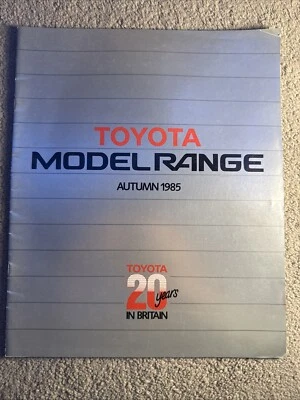 TOYOTA
MODEL RANGE
AUTUMN 1985
TOYOTA
20 years
IN BRITAIN